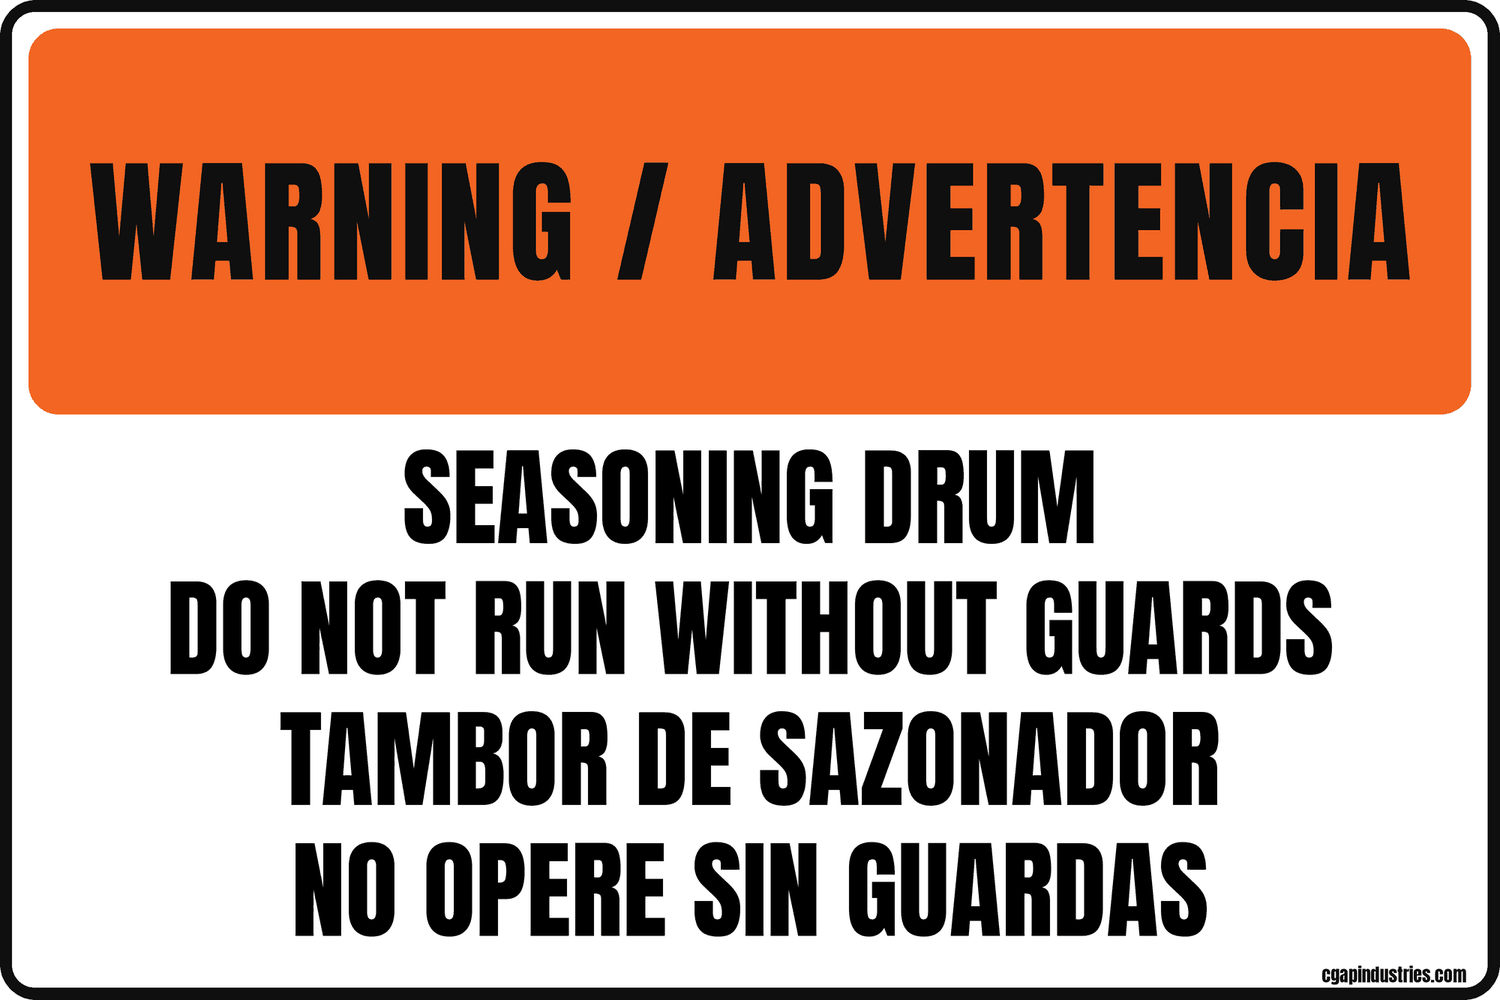 WARNING / ADVERTENCIA
SEASONING DRUM
DO NOT RUN WITHOUT GUARDS
TAMBOR DE SAZONADOR
NO OPERE SIN GUARDAS
cgapindustries.com